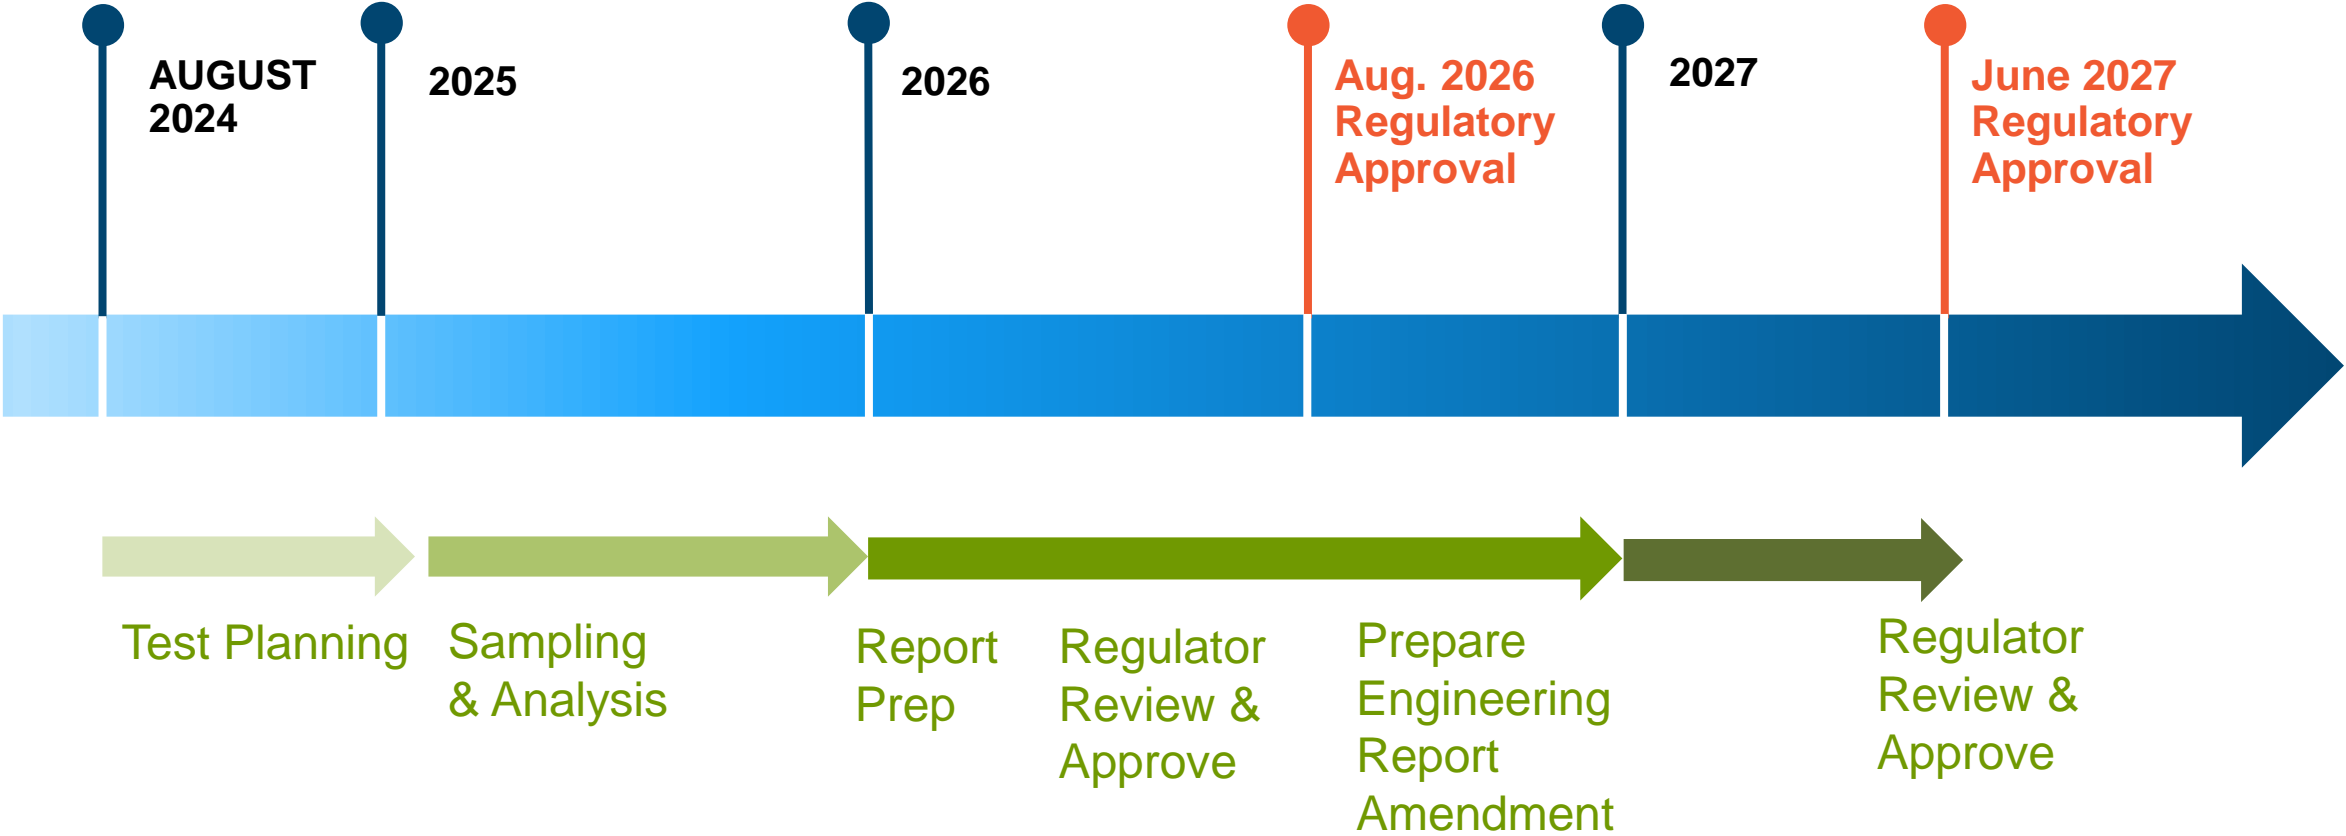 AUGUST
2024
2025
2026
Aug. 2026
Regulatory
Approval
2027
June 2027
Regulatory
Approval
Test Planning
Sampling
& Analysis
Report
Prep
Regulator
Review &
Approve
Prepare
Engineering
Report
Amendment
Regulator
Review &
Approve